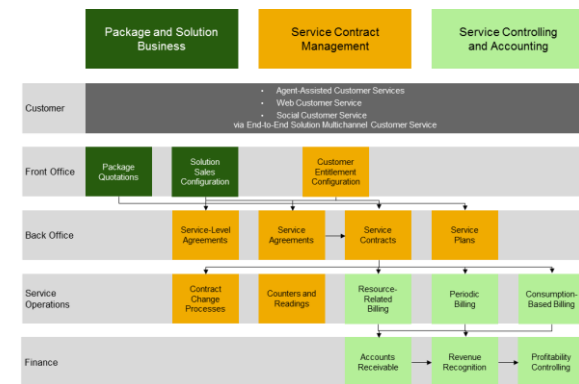 Package and Solution
Business
Service Contract
Management
Service Controlling
and Accounting
Customer
• Agent-Assisted Customer Services
• Web Customer Service
• Social Customer Service
via End-to-End Solution Multichannel Customer Service
Front Office
Package
Quotations
Solution
Sales
Configuration
Customer
Entitlement
Configuration
Back Office
Service-Level
Agreements
Service
Agreements
Service
Contracts
Service
Plans
Service
Operations
Contract
Change
Processes
Counters and
Readings
Resource-
Related
Billing
Periodic
Billing
Consumption-
Based Billing
Finance
Accounts
Receivable
Revenue
Recognition
Profitability
Controlling